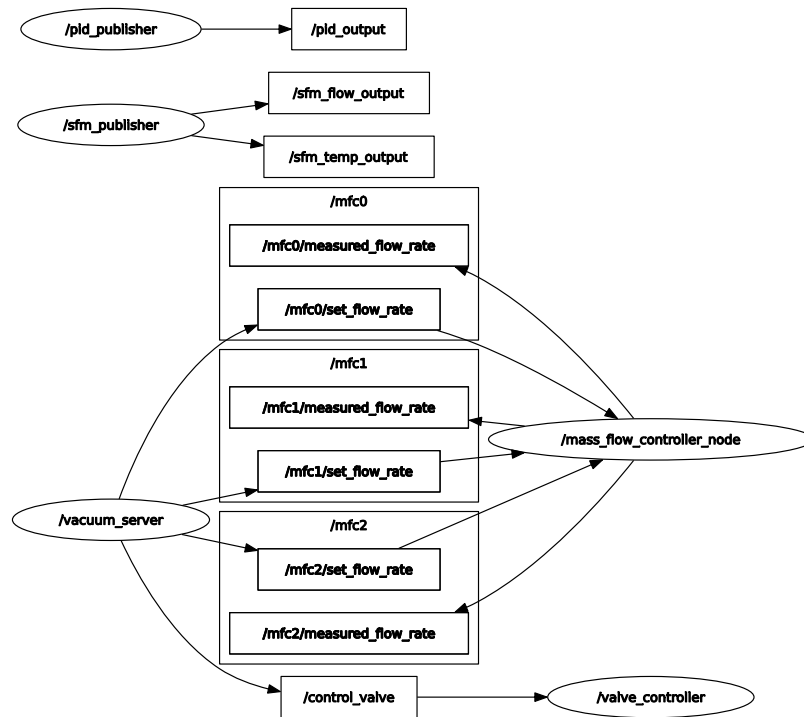 /pid_publisher
/pid_output
/sfm_publisher
/sfm_flow_output
/sfm_temp_output
/mfc0
/mfc0/measured_flow_rate
/mfc0/set_flow_rate
/mfc1
/mfc1/measured_flow_rate
/mfc1/set_flow_rate
/mass_flow_controller_node
/vacuum_server
/mfc2
/mfc2/set_flow_rate
/mfc2/measured_flow_rate
/control_valve
/valve_controller